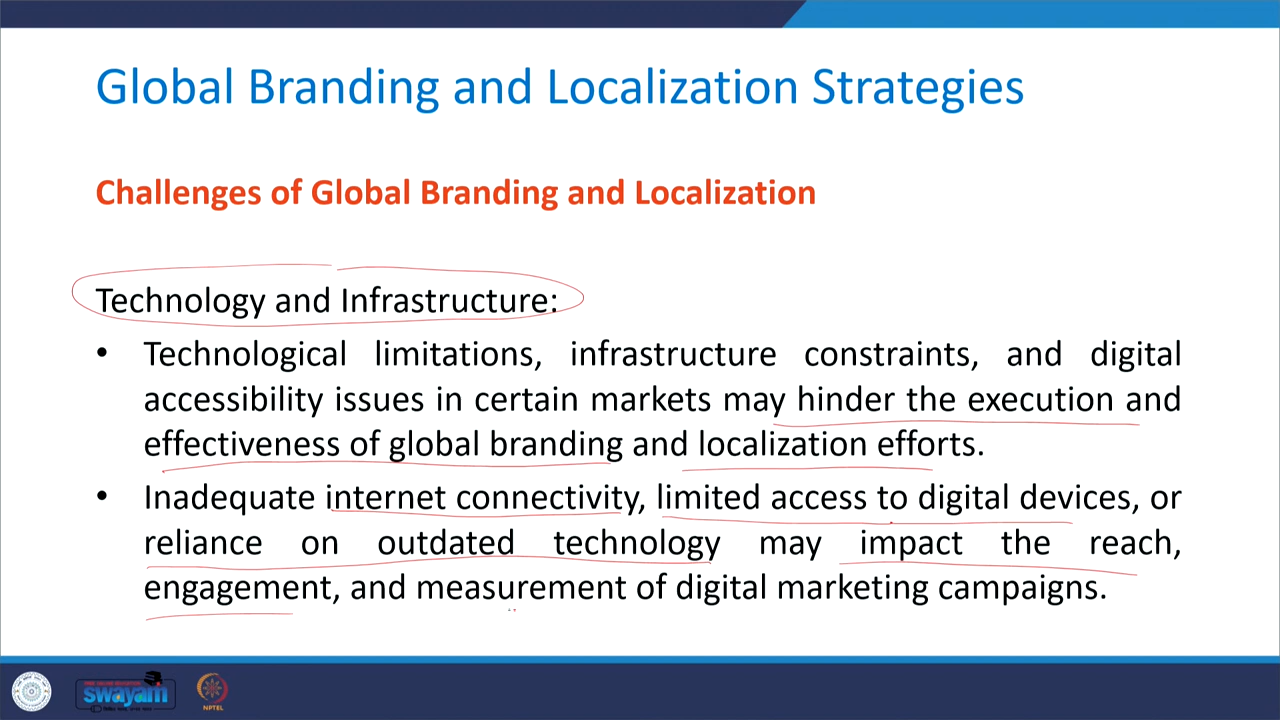 Global Branding and Localization Strategies
Challenges of Global Branding and Localization
Technology and Infrastructure:
• Technological limitations, infrastructure constraints, and digital
accessibility issues in certain markets may hinder the execution and
effectiveness of global branding and localization efforts.
• Inadequate internet connectivity, limited access to digital devices, or
reliance on outdated technology may impact the reach,
engagement, and measurement of digital marketing campaigns.
swayam
NPTEL